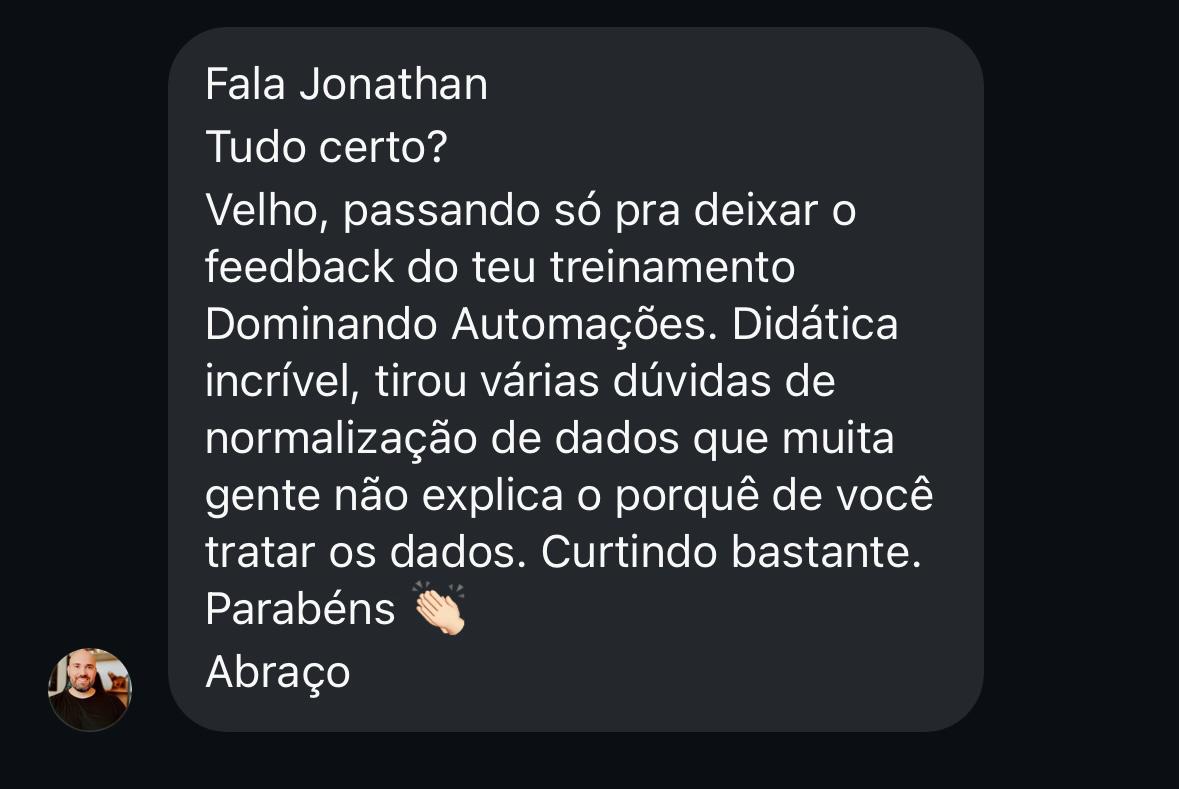 Fala Jonathan
Tudo certo?
Velho, passando só pra deixar o
feedback do teu treinamento
Dominando Automações. Didática
incrível, tirou várias dúvidas de
normalização de dados que muita
gente não explica o porquê de você
tratar os dados. Curtindo bastante.
Parabéns 👏🏻
Abraço